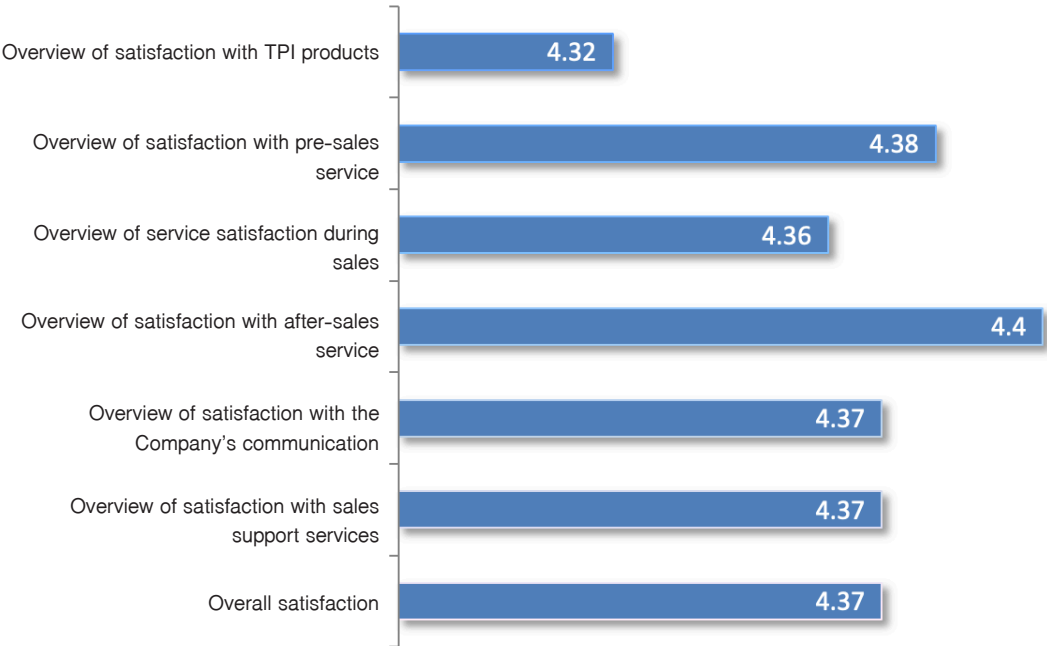 Overview of satisfaction with TPI products
4.32
Overview of satisfaction with pre-sales
service
4.38
Overview of service satisfaction during
sales
4.36
Overview of satisfaction with after-sales
service
4.4
Overview of satisfaction with the
Company's communication
4.37
Overview of satisfaction with sales
support services
4.37
Overall satisfaction
4.37